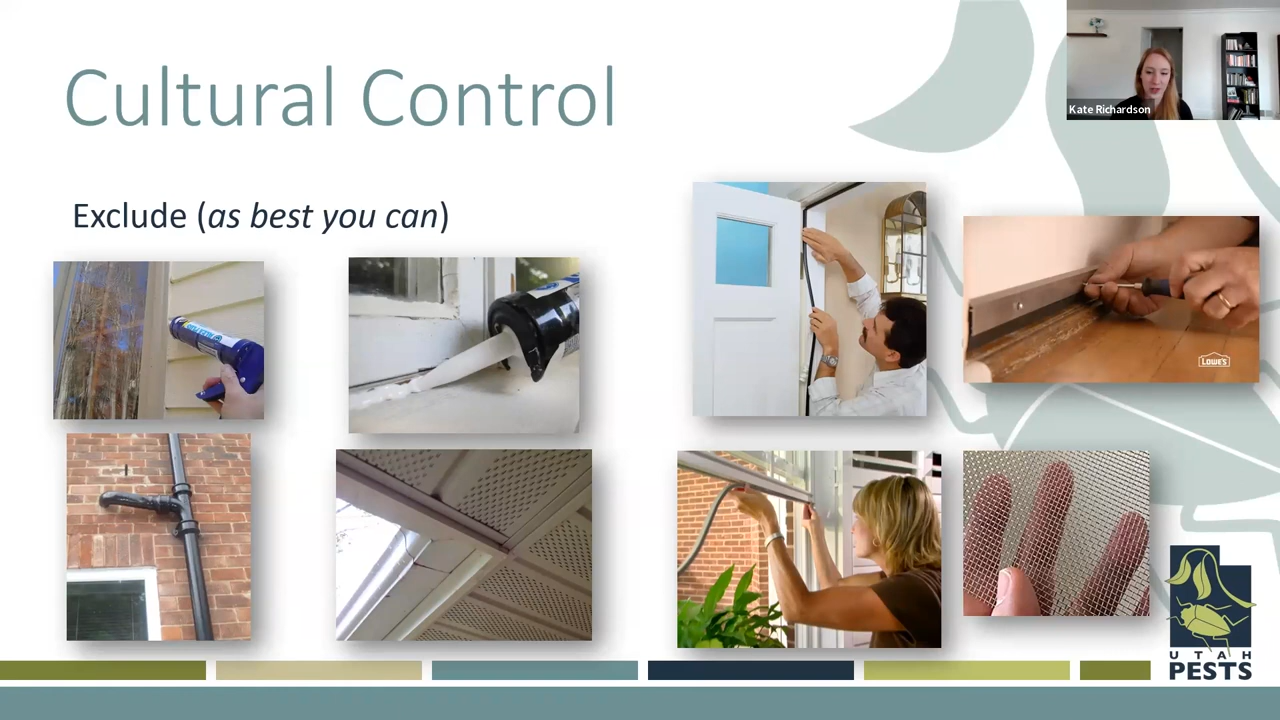 Cultural Control
Kate Richardson
Exclude (as best you can)
LOWE'S
UTAH
PESTS